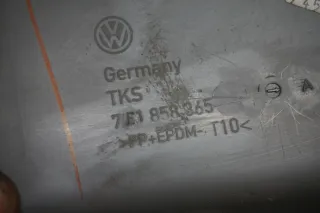 Germany
TKS
7E1 858 365
>PP+EPDM-T10<